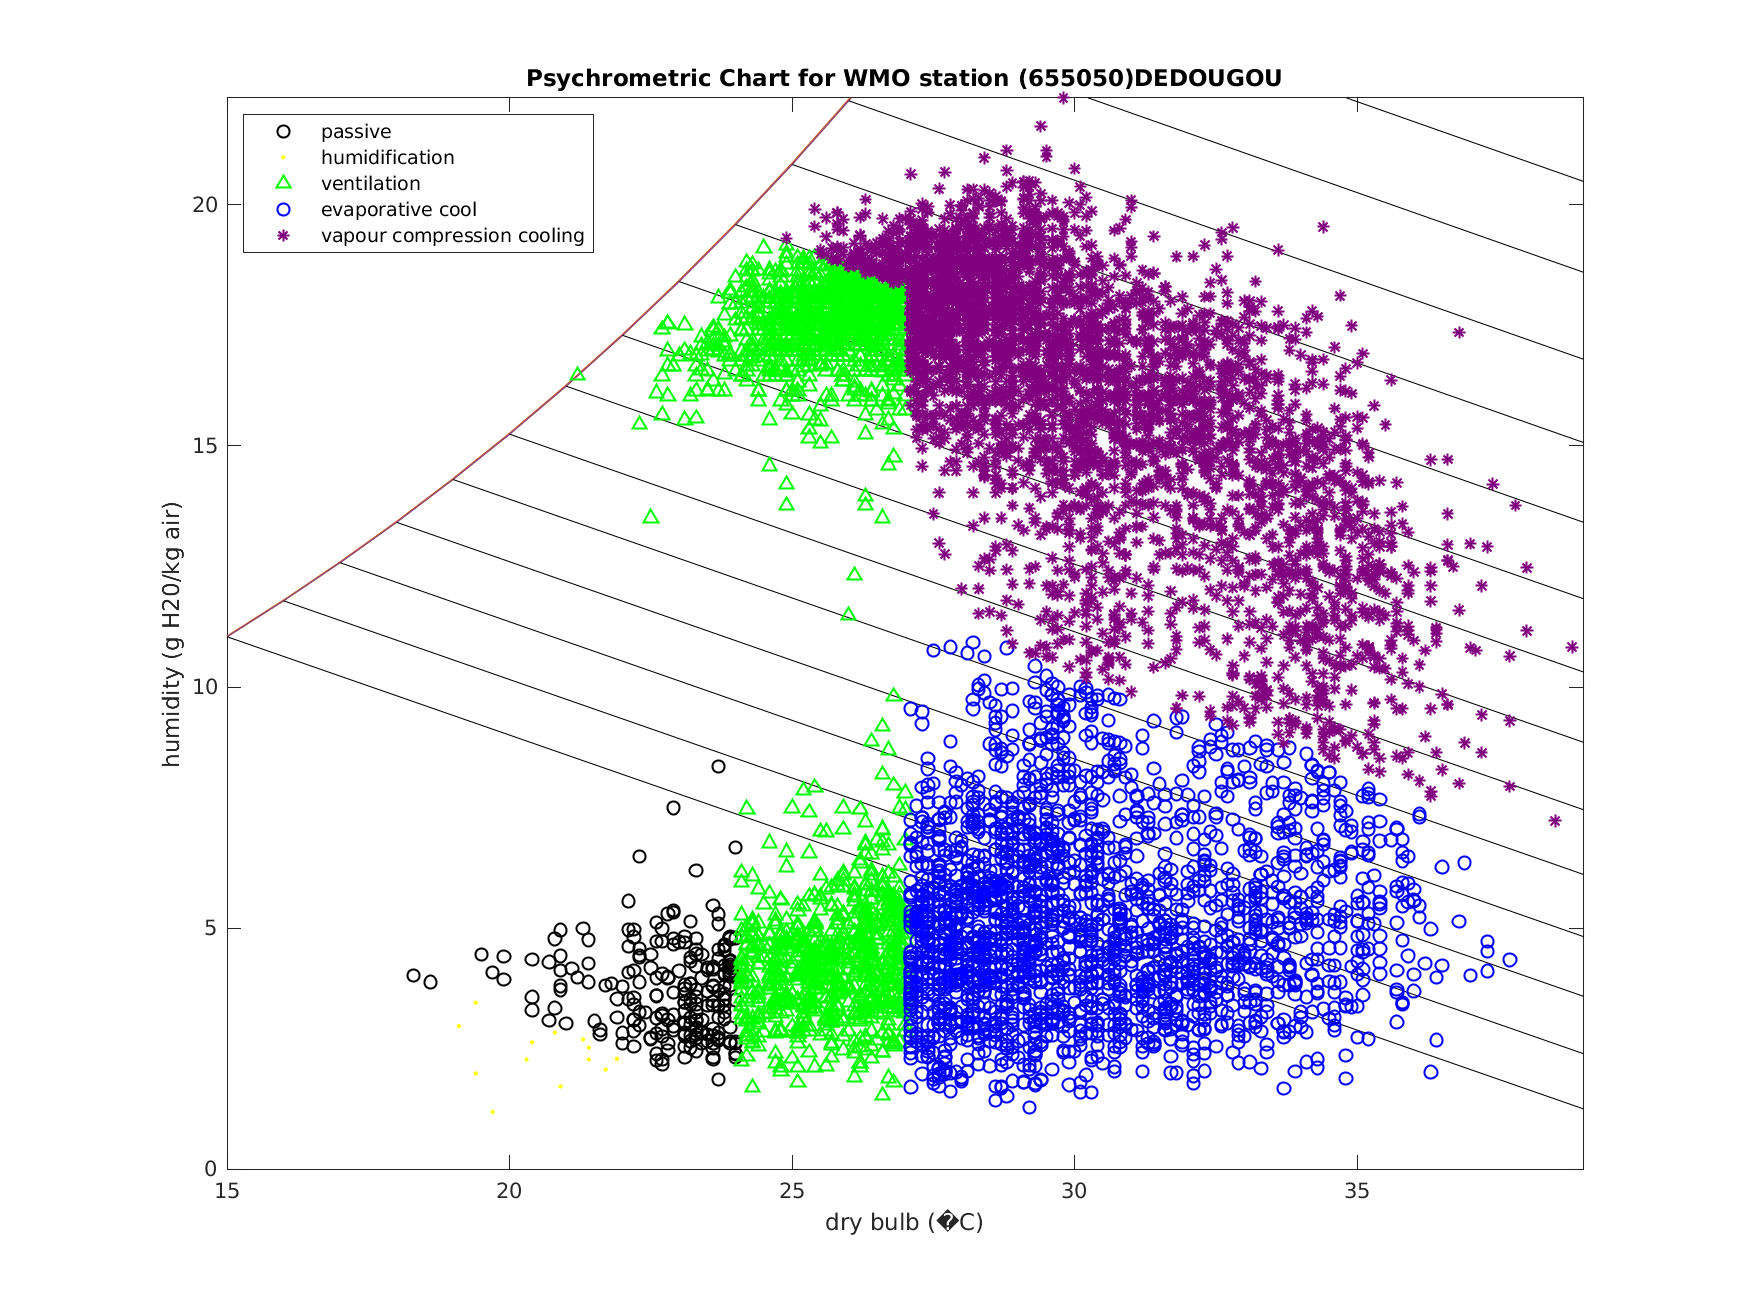 Psychrometric Chart for WMO station (655050)DEDOUGOU
passive
humidification
ventilation
evaporative cool
vapour compression cooling
humidity (g H20/kg air)
20
15
10
5
0
15
20
25
30
35
dry bulb (�C)